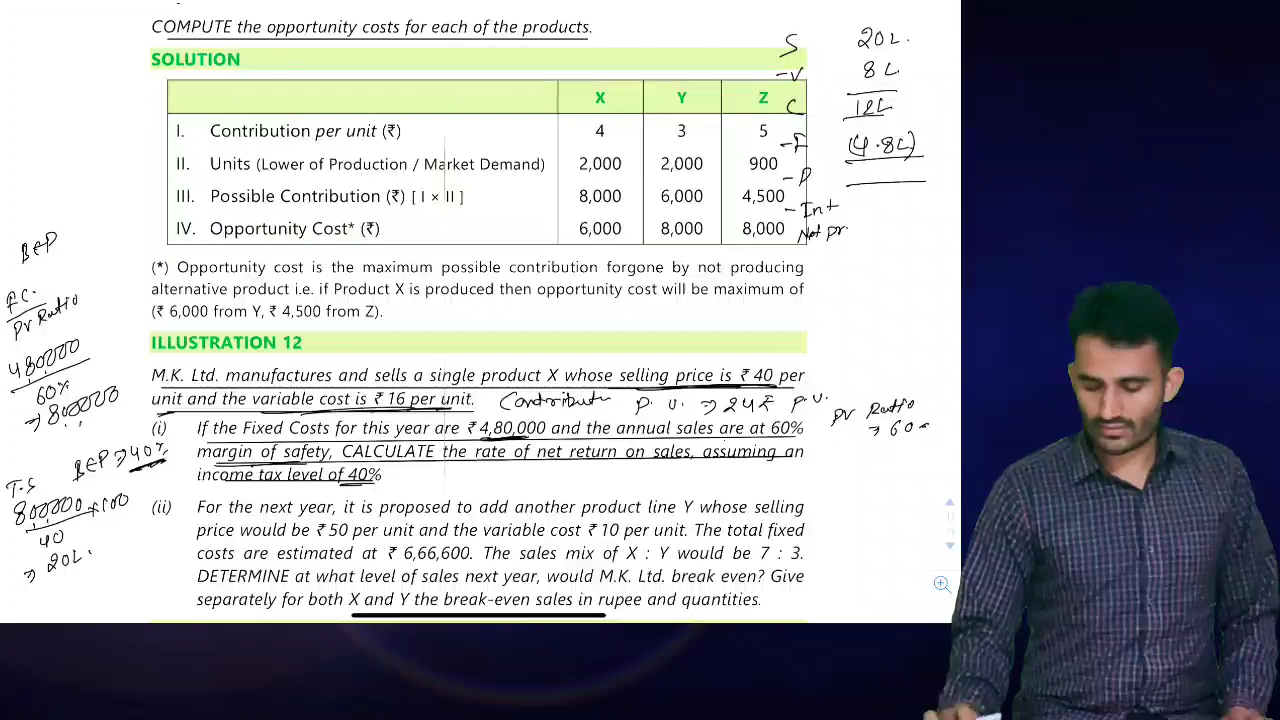 COMPUTE the opportunity costs for each of the products.
SOLUTION
X Y Z
I. Contribution per unit (₹) 4 3 5
II. Units (Lower of Production / Market Demand) 2,000 2,000 900
III. Possible Contribution (₹) [ I × II ] 8,000 6,000 4,500
IV. Opportunity Cost* (₹) 6,000 8,000 8,000
(*) Opportunity cost is the maximum possible contribution forgone by not producing
alternative product i.e. if Product X is produced then opportunity cost will be maximum of
(₹ 6,000 from Y, ₹ 4,500 from Z).
ILLUSTRATION 12
M.K. Ltd. manufactures and sells a single product X whose selling price is ₹ 40 per
unit and the variable cost is ₹ 16 per unit.
(i) If the Fixed Costs for this year are ₹ 4,80,000 and the annual sales are at 60%
margin of safety, CALCULATE the rate of net return on sales, assuming an
income tax level of 40%
(ii) For the next year, it is proposed to add another product line Y whose selling
price would be ₹ 50 per unit and the variable cost ₹ 10 per unit. The total fixed
costs are estimated at ₹ 6,66,600. The sales mix of X : Y would be 7 : 3.
DETERMINE at what level of sales next year, would M.K. Ltd. break even? Give
separately for both X and Y the break-even sales in rupee and quantities.
S 20L.
-V 8L
C 12L
-F (4.8L)
-P
-Int
Net pr.
BEP
F.C.
PV Ratio
480000
60%
→ 800000
BEP → 40%
T.S
800000 × 100
40
→ 20L.
P. U. → 24₹ P.U.
PV Ratio
→ 60